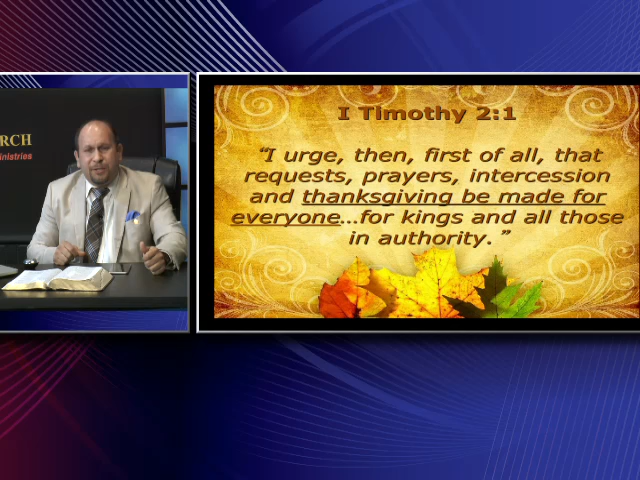 RCH
inistries
I Timothy 2:1
“I urge, then, first of all, that
requests, prayers, intercession
and thanksgiving be made for
everyone…for kings and all those
in authority.”